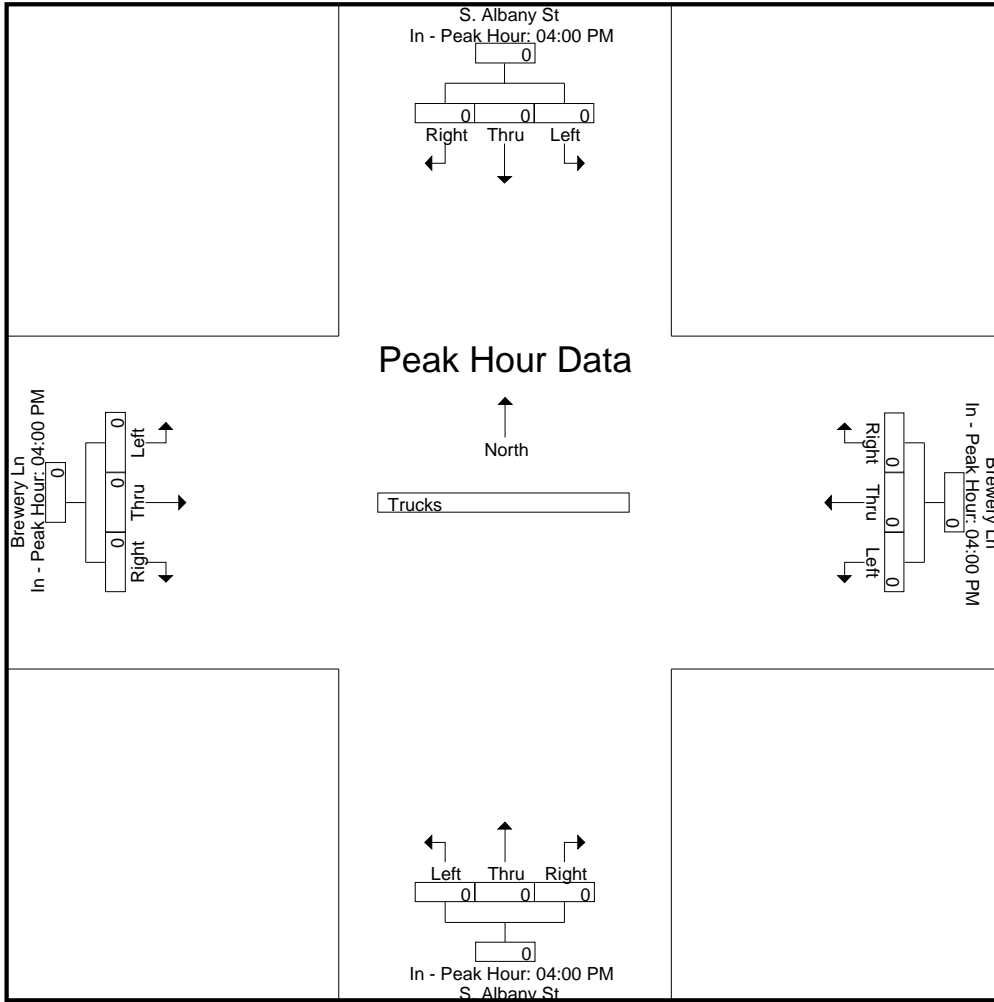 S. Albany St
In - Peak Hour: 04:00 PM
0
0 0 0
Right Thru Left
Peak Hour Data
North
Trucks
Brewery Ln
In - Peak Hour: 04:00 PM
0
0 0 0
Left Thru Right
Brewery Ln
In - Peak Hour: 04:00 PM
0
0 0 0
Right Thru Left
Left Thru Right
0 0 0
0
In - Peak Hour: 04:00 PM
S. Albany St